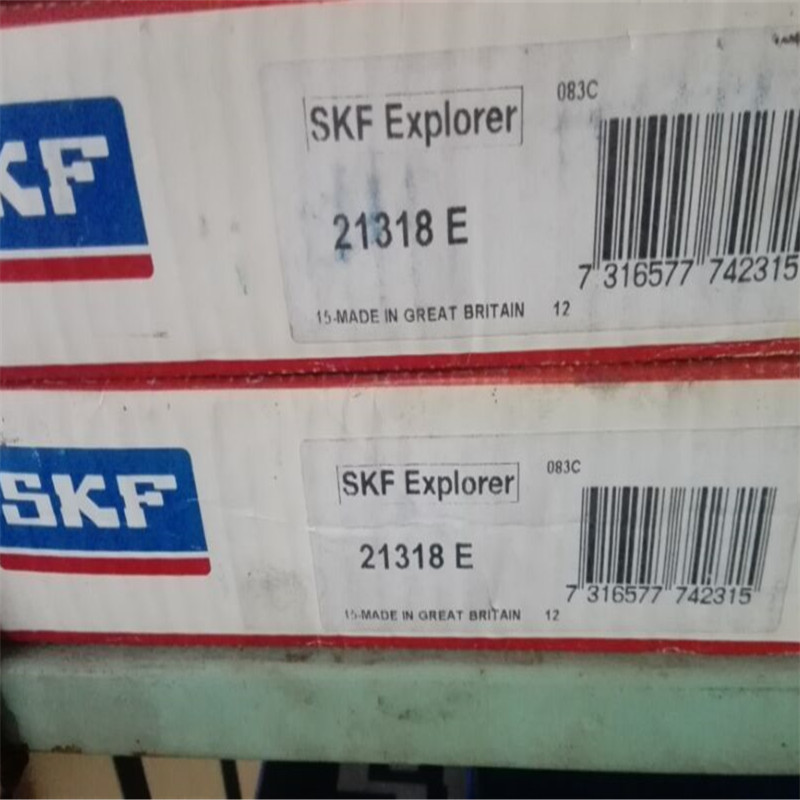 SKF
SKF Explorer
083C
21318 E
7 316577 742315
15-MADE IN GREAT BRITAIN 12
SKF
SKF Explorer
083C
21318 E
7 316577 742315
15-MADE IN GREAT BRITAIN 12